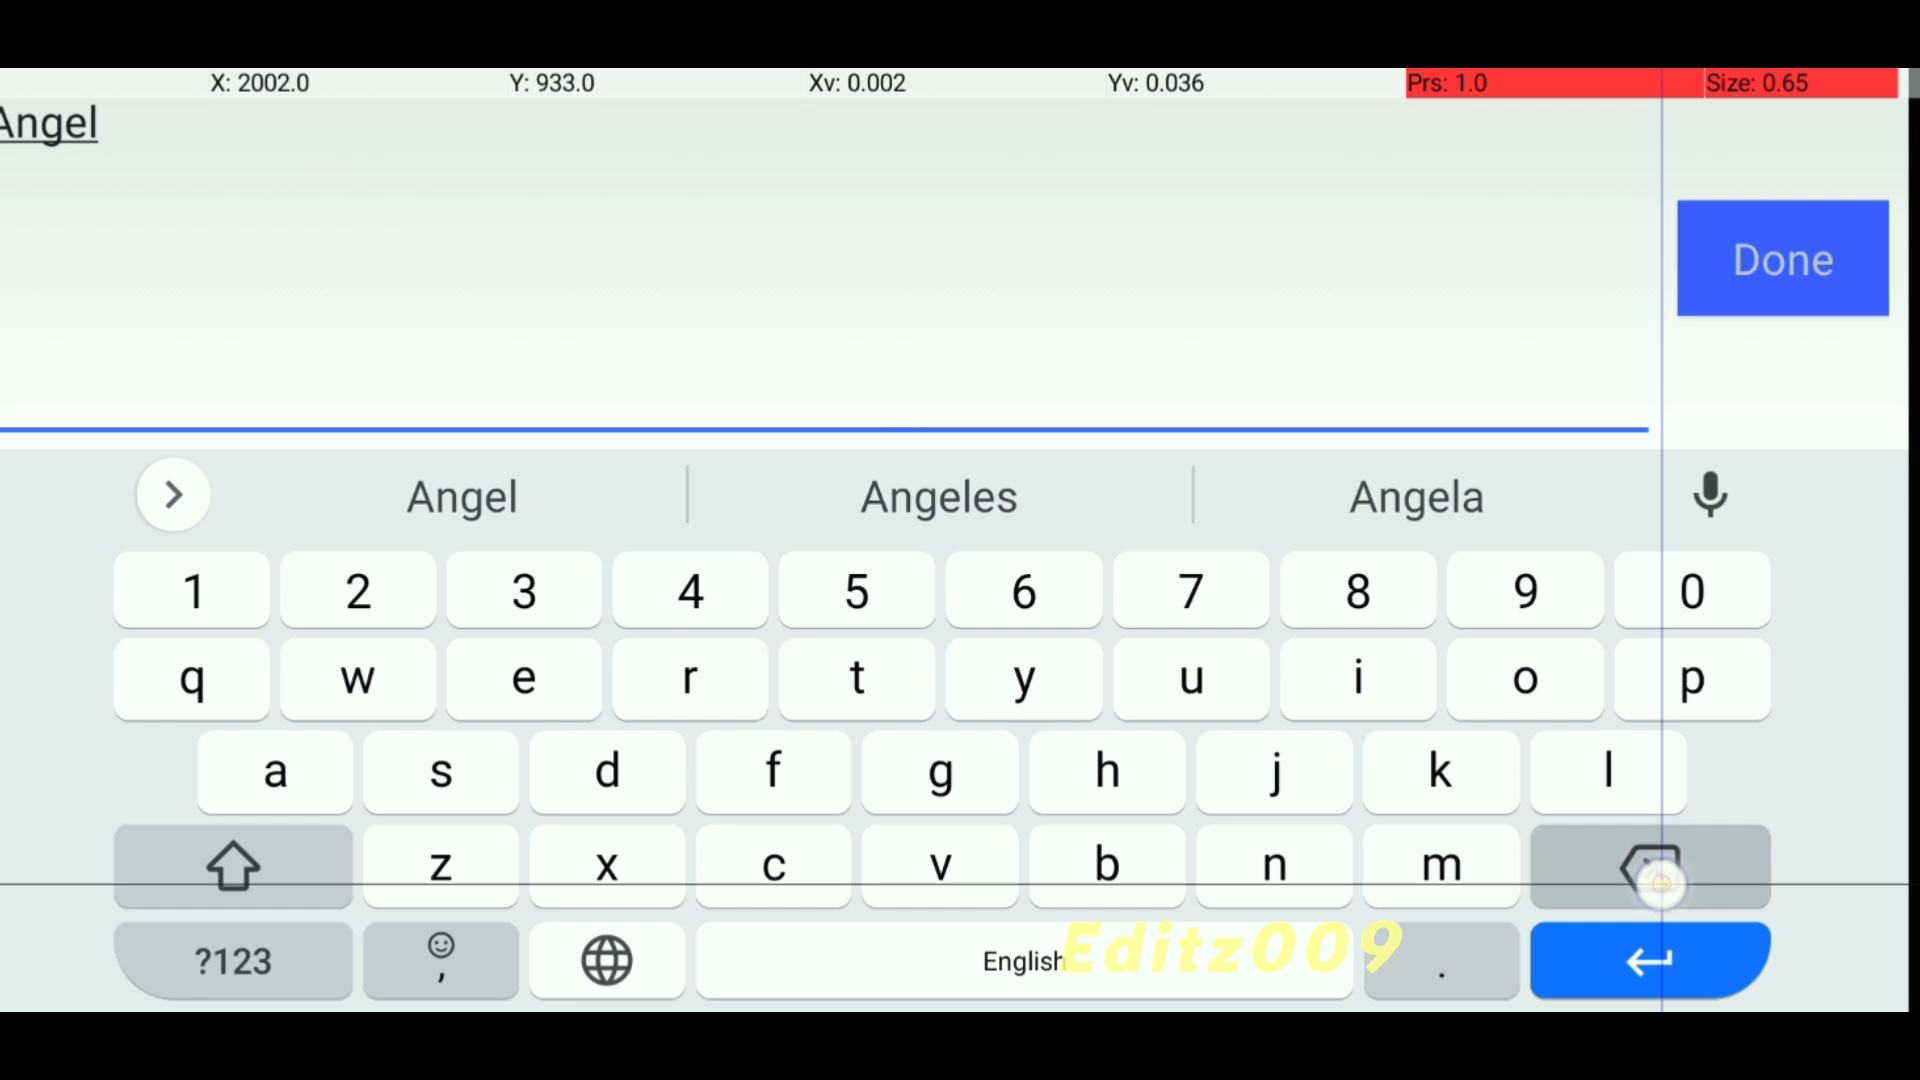 X: 2002.0 Y: 933.0 Xv: 0.002 Yv: 0.036 Prs: 1.0 Size: 0.65
Angel
Done
Angel Angeles Angela
1 2 3 4 5 6 7 8 9 0
q w e r t y u i o p
a s d f g h j k l
z x c v b n m
?123 , English .
Editz009